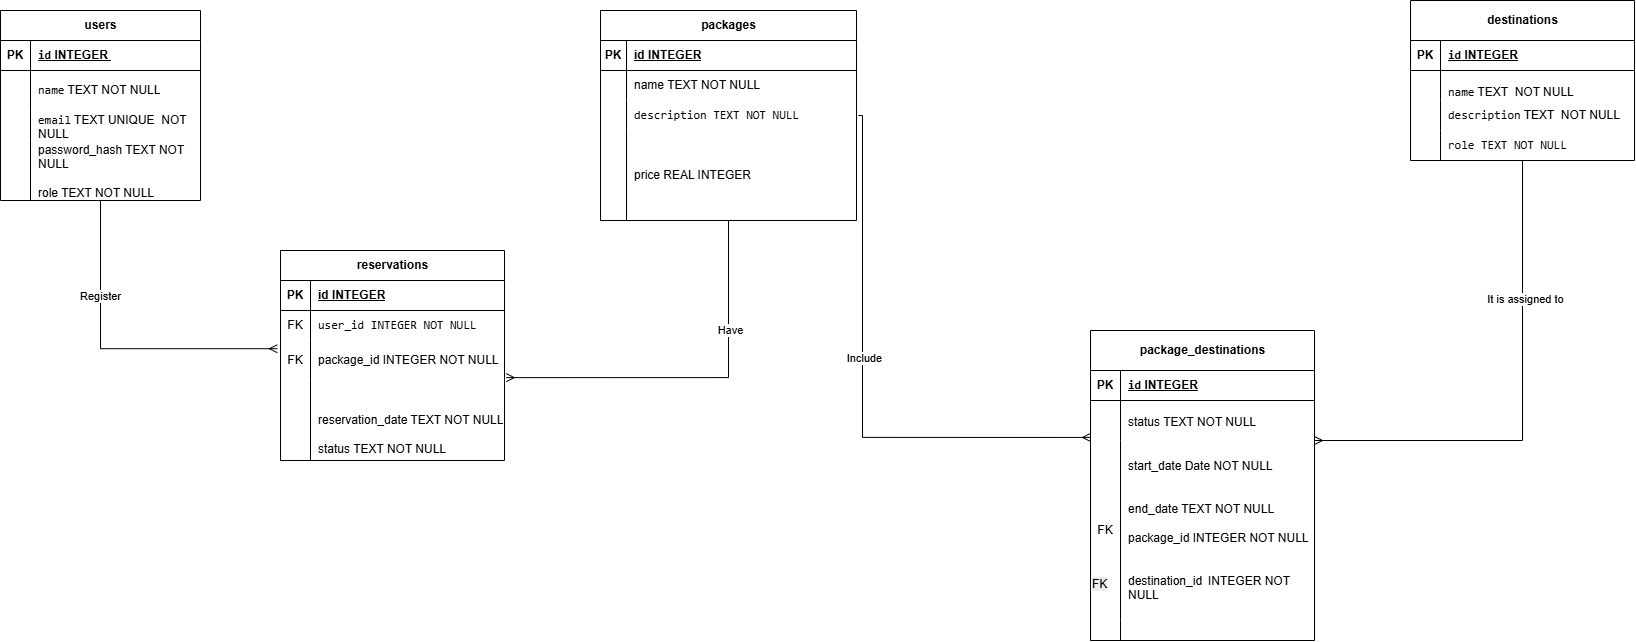 users
PK id INTEGER
name TEXT NOT NULL
email TEXT UNIQUE  NOT
NULL
password_hash TEXT NOT
NULL
role TEXT NOT NULL
packages
PK id INTEGER
name TEXT NOT NULL
description TEXT NOT NULL
price REAL INTEGER
destinations
PK id INTEGER
name TEXT  NOT NULL
description TEXT  NOT NULL
role TEXT NOT NULL
Register
reservations
PK id INTEGER
FK user_id INTEGER NOT NULL
FK package_id INTEGER NOT NULL
reservation_date TEXT NOT NULL
status TEXT NOT NULL
Have
Include
It is assigned to
package_destinations
PK id INTEGER
status TEXT NOT NULL
start_date Date NOT NULL
end_date TEXT NOT NULL
FK package_id INTEGER NOT NULL
FK destination_id  INTEGER NOT
NULL